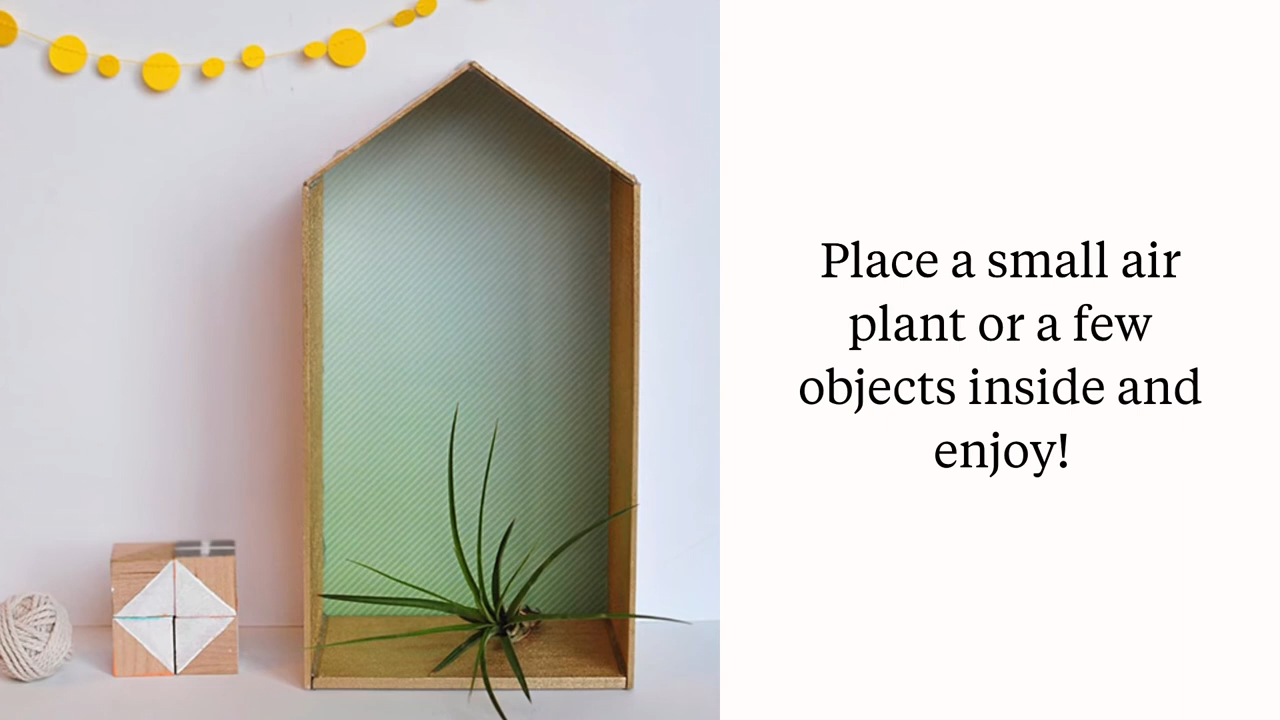 Place a small air
plant or a few
objects inside and
enjoy!